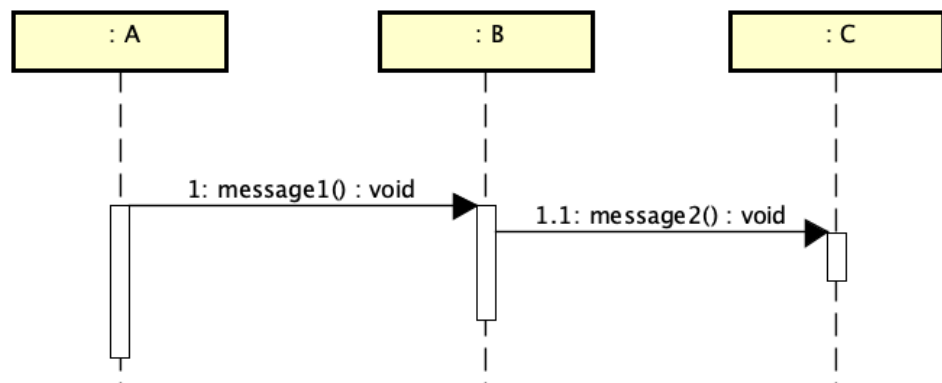 : A
: B
: C
1: message1() : void
1.1: message2() : void